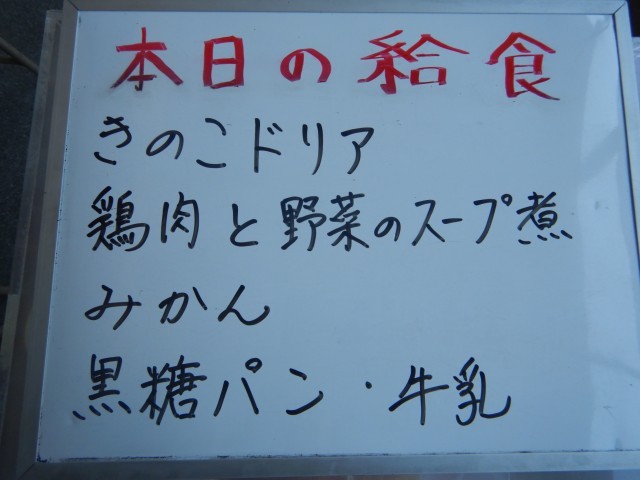 本日の給食
きのこドリア
鶏肉と野菜のスープ煮
みかん
黒糖パン・牛乳